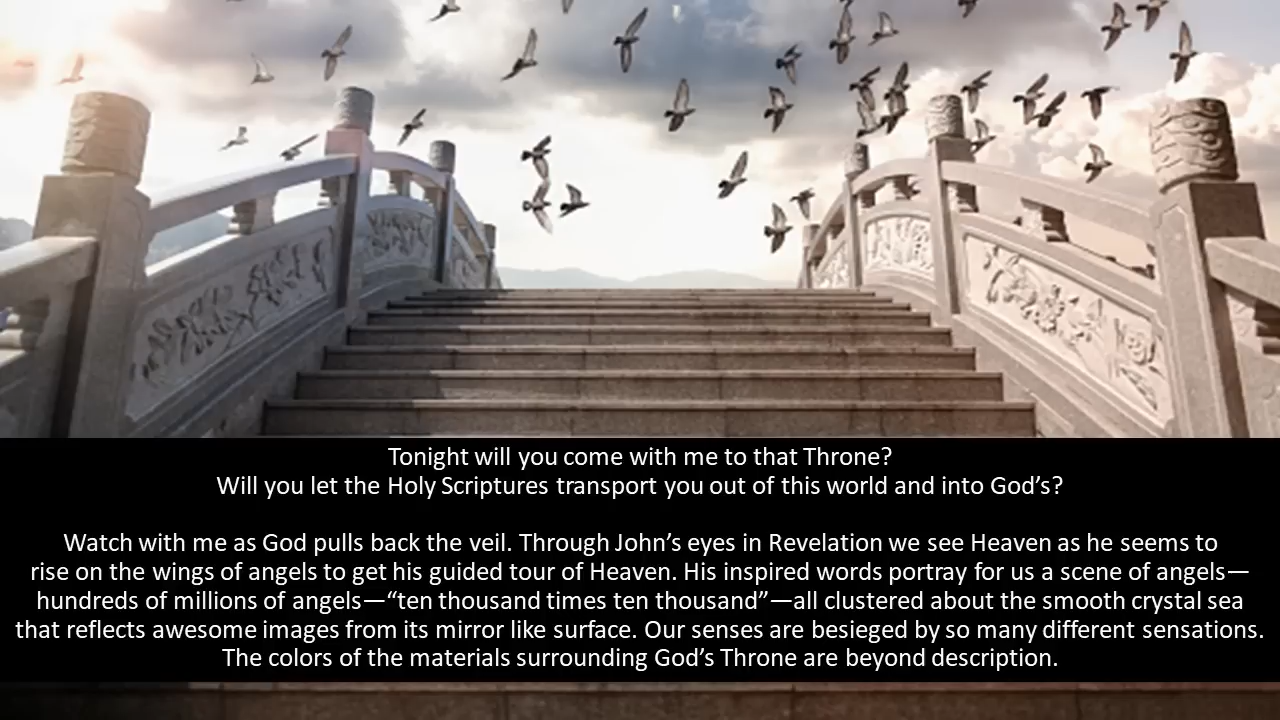 Tonight will you come with me to that Throne?
Will you let the Holy Scriptures transport you out of this world and into God’s?
Watch with me as God pulls back the veil. Through John’s eyes in Revelation we see Heaven as he seems to
rise on the wings of angels to get his guided tour of Heaven. His inspired words portray for us a scene of angels—
hundreds of millions of angels—“ten thousand times ten thousand”—all clustered about the smooth crystal sea
that reflects awesome images from its mirror like surface. Our senses are besieged by so many different sensations.
The colors of the materials surrounding God’s Throne are beyond description.